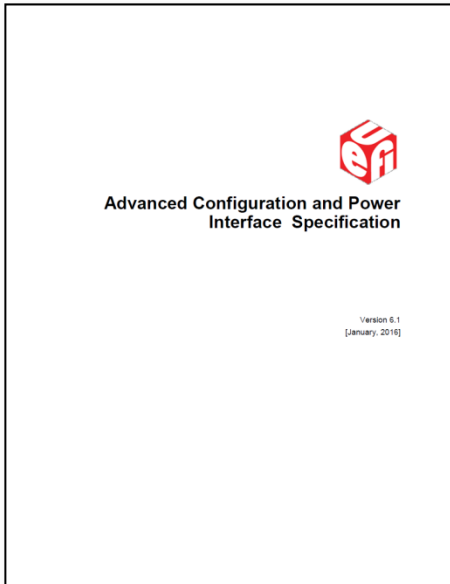 UEFI
Advanced Configuration and Power
Interface Specification
Version 6.1
[January, 2016]